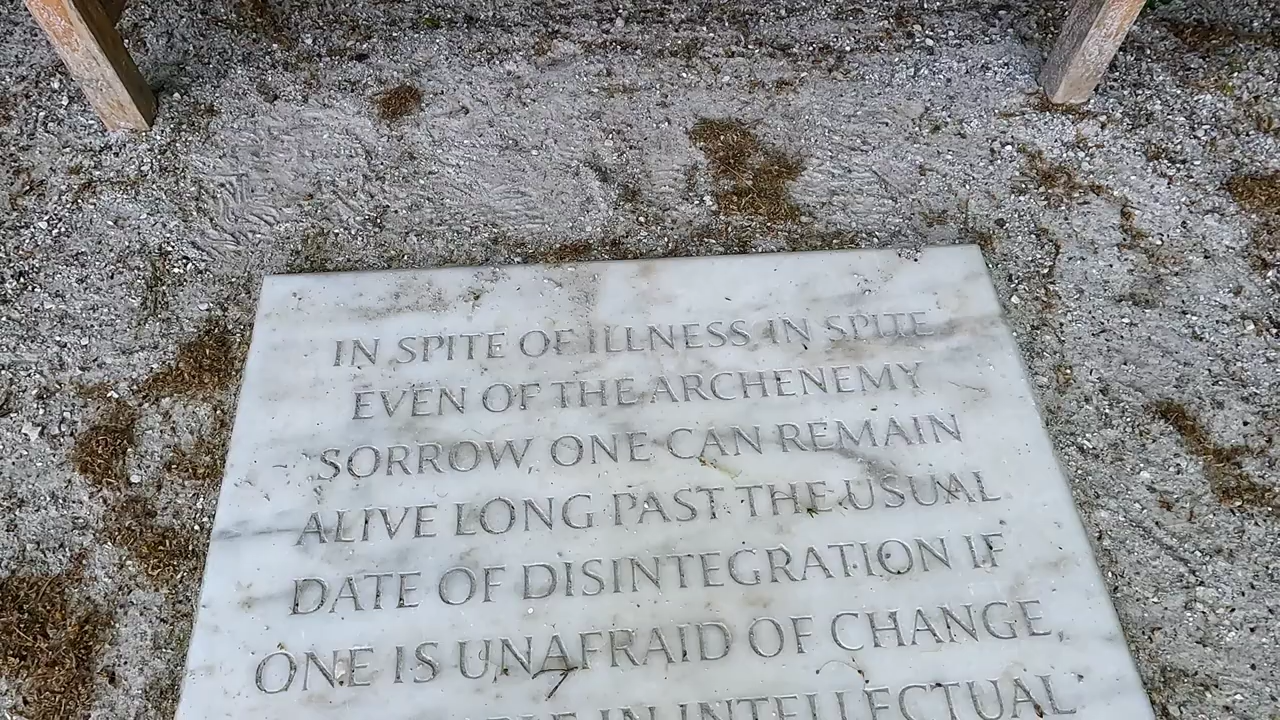 IN SPITE OF ILLNESS IN SPITE
EVEN OF THE ARCHENEMY
SORROW, ONE CAN REMAIN
ALIVE LONG PAST THE USUAL
DATE OF DISINTEGRATION IF
ONE IS UNAFRAID OF CHANGE,
IN INTELLECTUAL